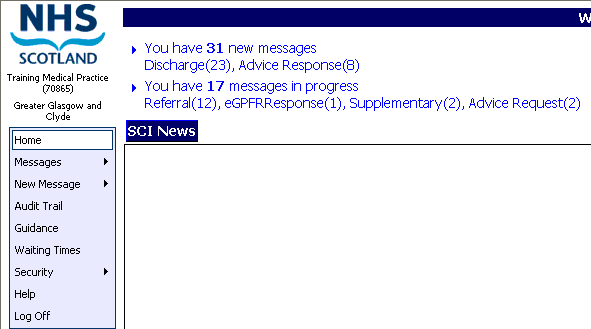 NHS
SCOTLAND
Training Medical Practice
(70865)
Greater Glasgow and
Clyde
Home
Messages
New Message
Audit Trail
Guidance
Waiting Times
Security
Help
Log Off
W
You have 31 new messages
Discharge(23), Advice Response(8)
You have 17 messages in progress
Referral(12), eGPFRResponse(1), Supplementary(2), Advice Request(2)
SCI News